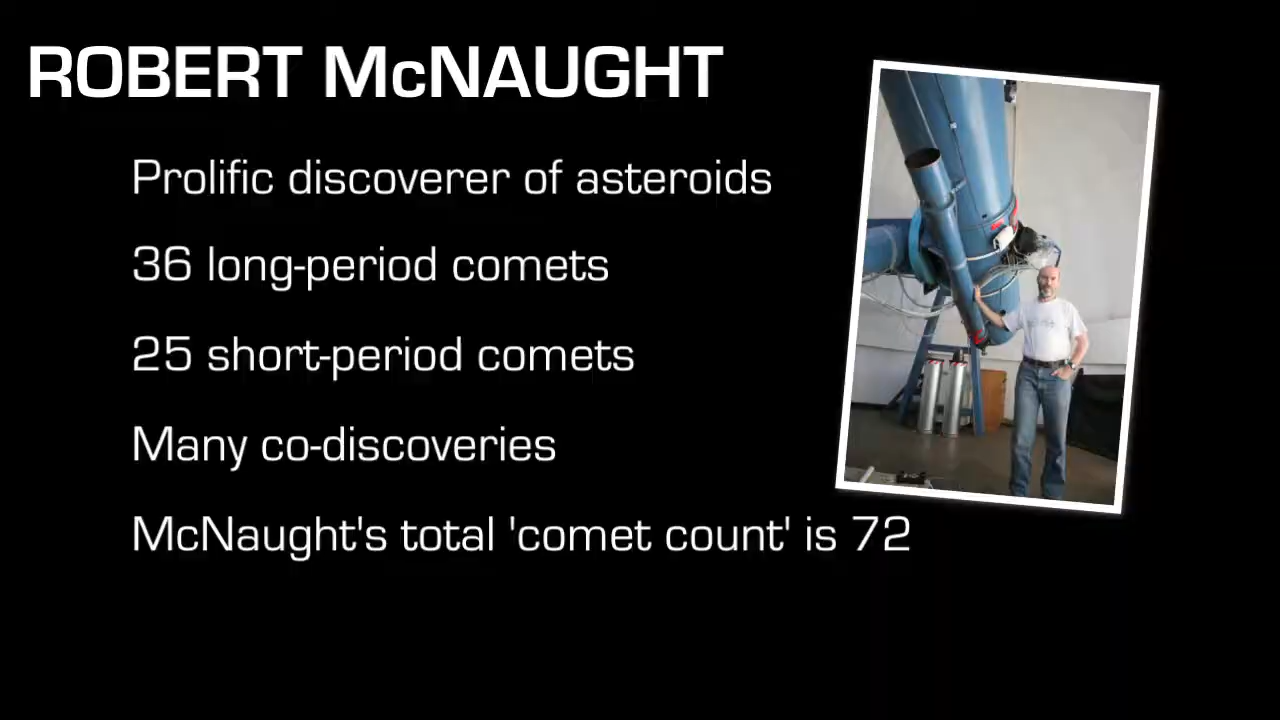 ROBERT McNAUGHT
Prolific discoverer of asteroids
36 long-period comets
25 short-period comets
Many co-discoveries
McNaught's total 'comet count' is 72